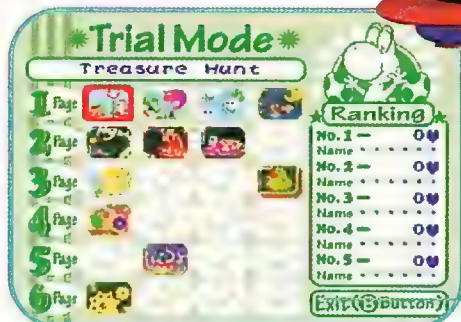 Trial Mode
Treasure Hunt
1 Page
2 Page
3 Page
4 Page
5 Page
6 Page
Ranking
No.1 — 0
Name
No.2 — 0
Name
No.3 — 0
Name
No.4 — 0
Name
No.5 — 0
Name
Exit (B Button)